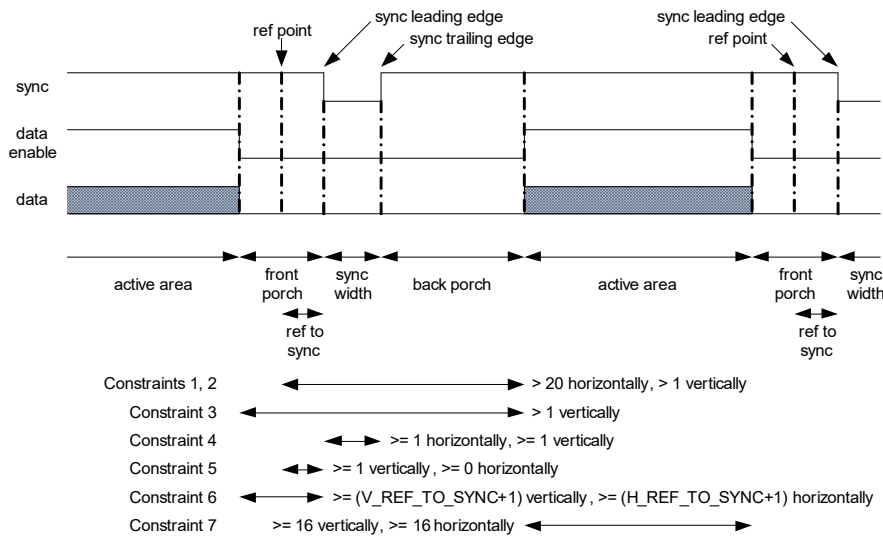 sync leading edge
sync trailing edge
ref point
sync leading edge
ref point
sync
data
enable
data
active area
front
porch
sync
width
back porch
active area
front
porch
sync
width
ref to
sync
ref to
sync
Constraints 1, 2
> 20 horizontally, > 1 vertically
Constraint 3
> 1 vertically
Constraint 4
>= 1 horizontally, >= 1 vertically
Constraint 5
>= 1 vertically, >= 0 horizontally
Constraint 6
>= (V_REF_TO_SYNC+1) vertically, >= (H_REF_TO_SYNC+1) horizontally
Constraint 7
>= 16 vertically, >= 16 horizontally